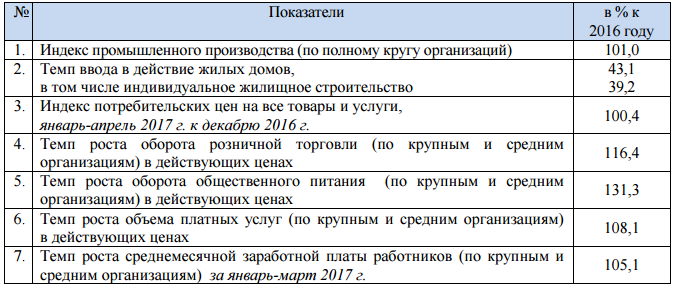 № Показатели в % к
2016 году
1. Индекс промышленного производства (по полному кругу организаций) 101,0
2. Темп ввода в действие жилых домов, 43,1
в том числе индивидуальное жилищное строительство 39,2
3. Индекс потребительских цен на все товары и услуги,
январь-апрель 2017 г. к декабрю 2016 г. 100,4
4. Темп роста оборота розничной торговли (по крупным и средним
организациям) в действующих ценах 116,4
5. Темп роста оборота общественного питания (по крупным и средним
организациям) в действующих ценах 131,3
6. Темп роста объема платных услуг (по крупным и средним организациям)
в действующих ценах 108,1
7. Темп роста среднемесячной заработной платы работников (по крупным и
средним организациям) за январь-март 2017 г. 105,1